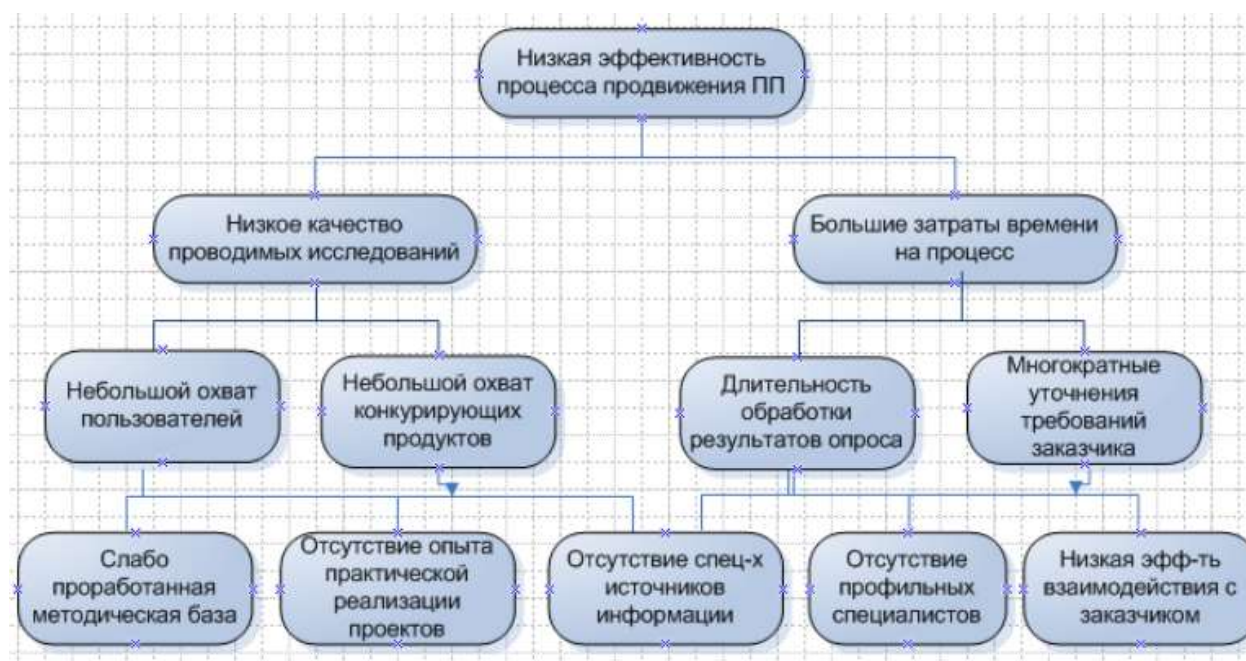 Низкая эффективность
процесса продвижения ПП
Низкое качество
проводимых исследований
Большие затраты времени
на процесс
Небольшой охват
пользователей
Небольшой охват
конкурирующих
продуктов
Длительность
обработки
результатов опроса
Многократные
уточнения
требований
заказчика
Слабо
проработанная
методическая база
Отсутствие опыта
практической
реализации
проектов
Отсутствие спец-х
источников
информации
Отсутствие
профильных
специалистов
Низкая эфф-ть
взаимодействия с
заказчиком